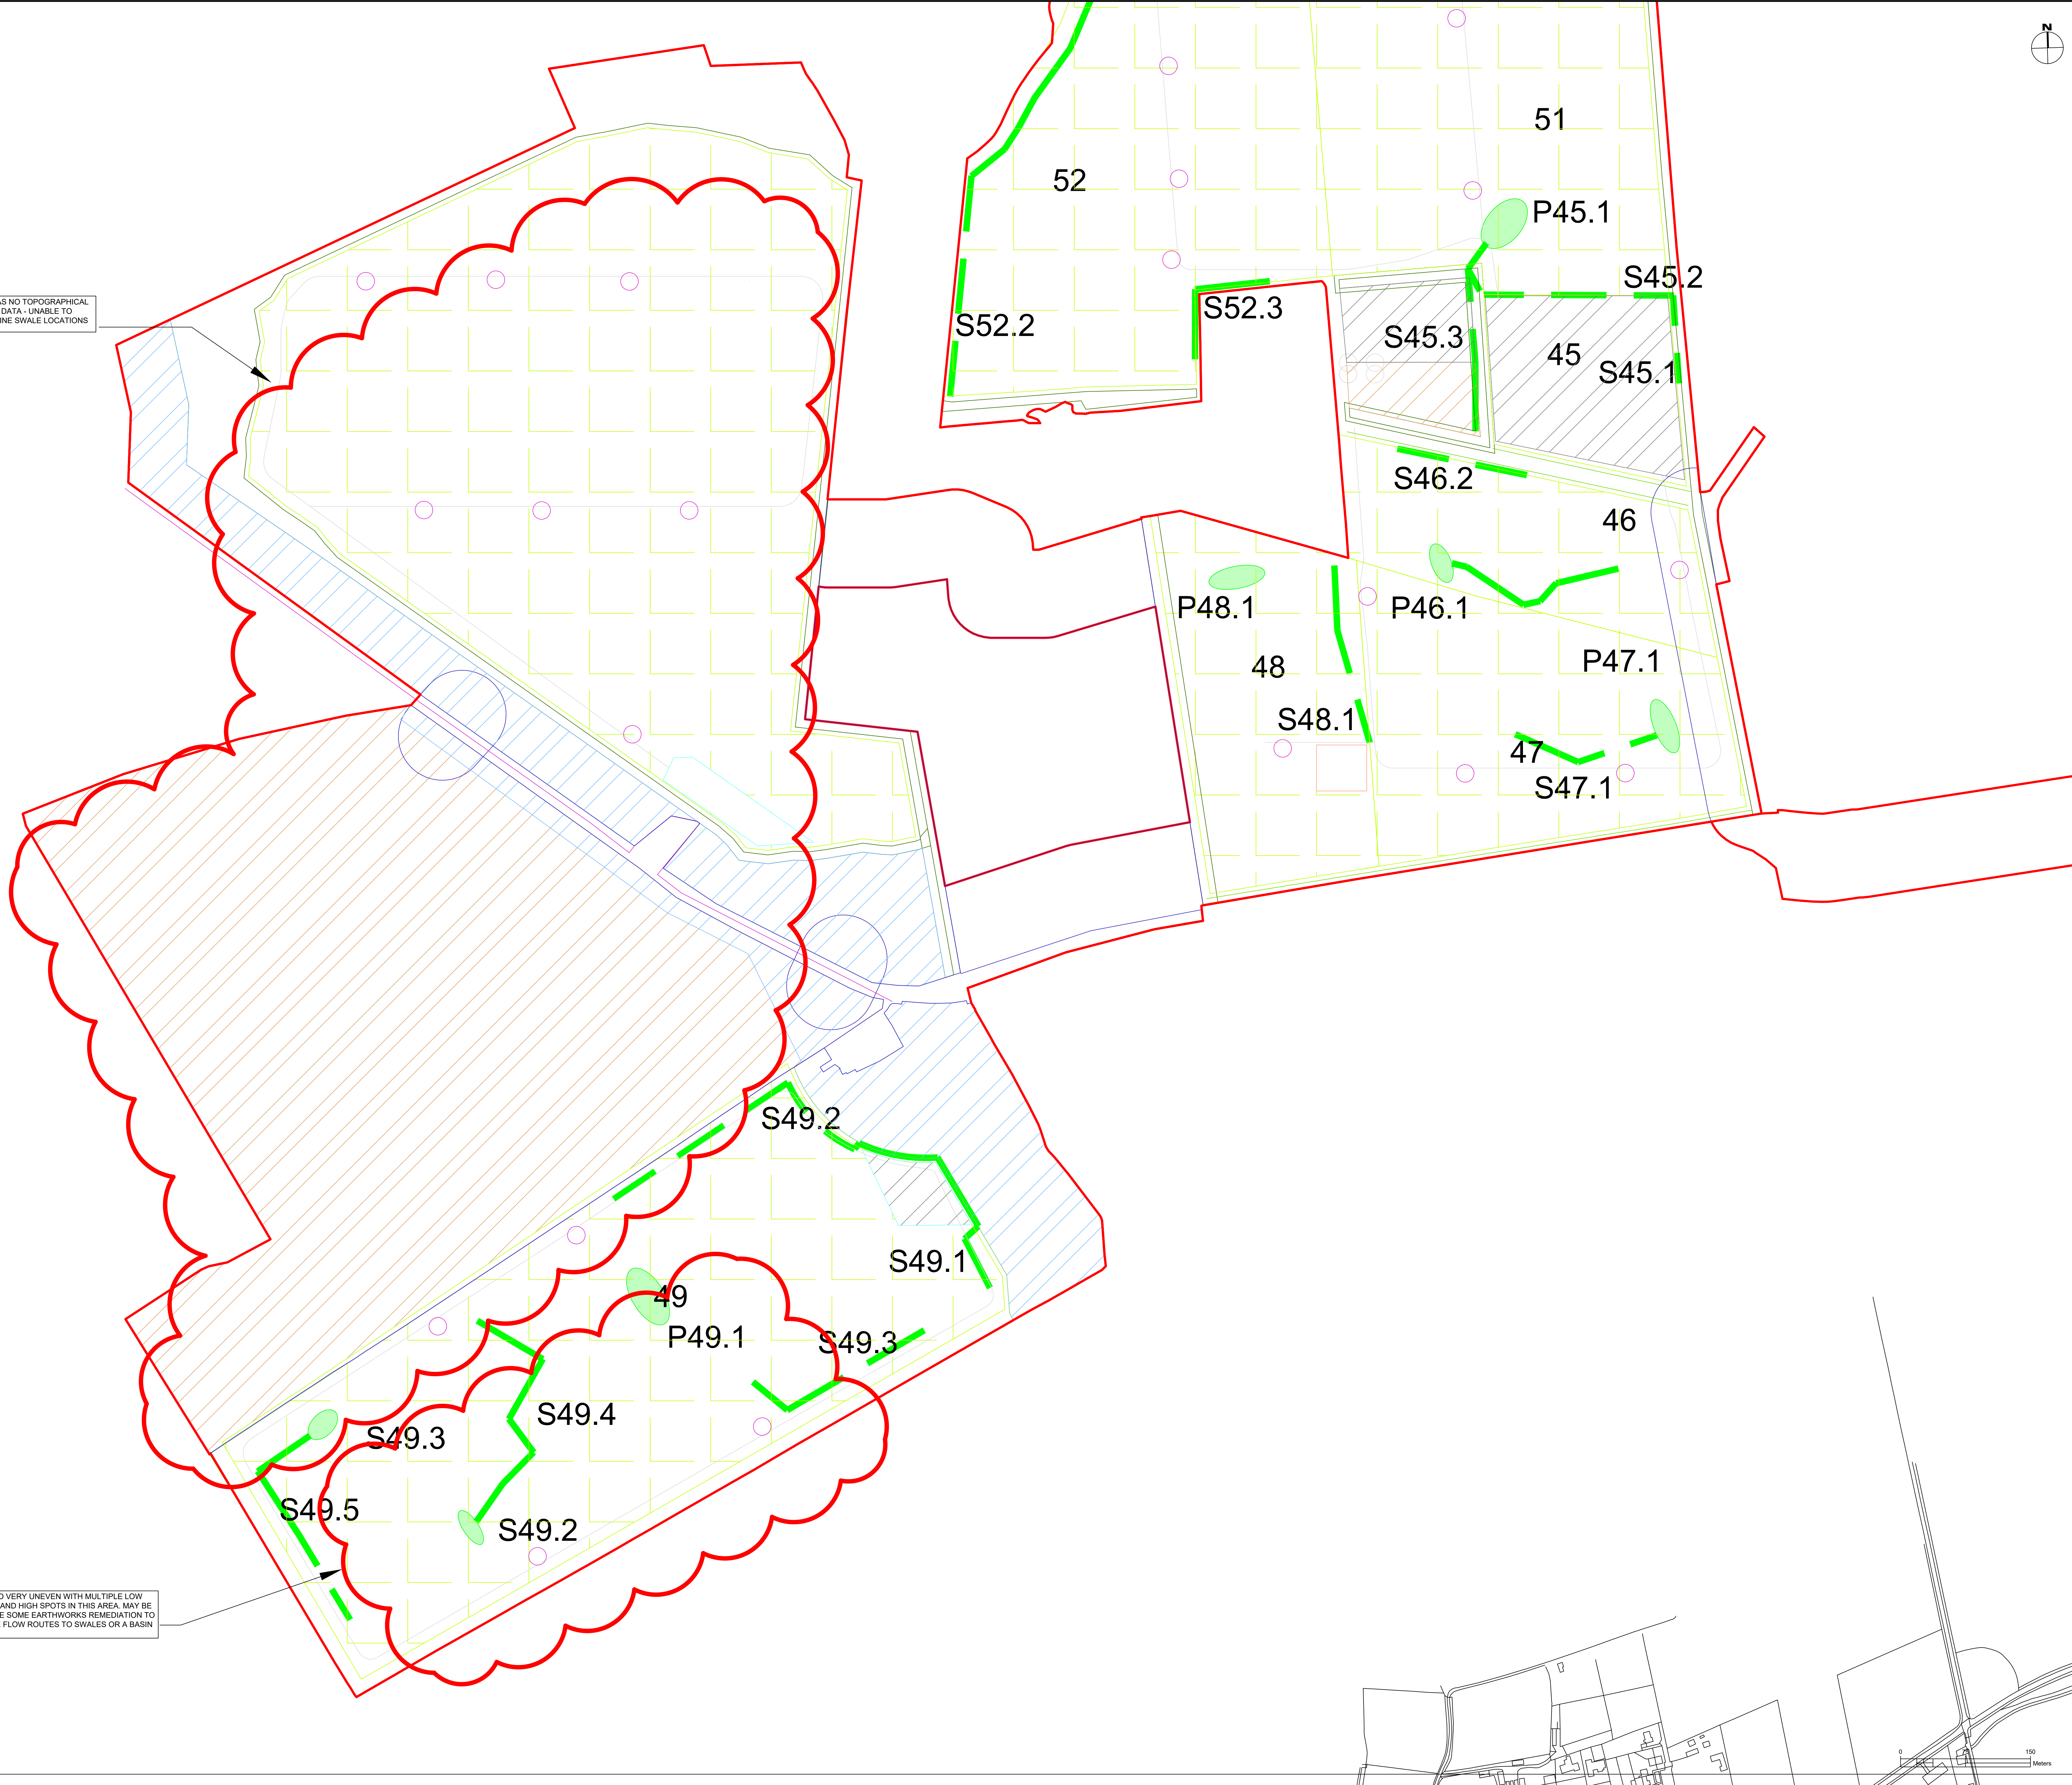 N
51
52
P45.1
S45.2
S52.3
S52.2
S45.3
45
S45.1
AS NO TOPOGRAPHICAL
DATA - UNABLE TO
INE SWALE LOCATIONS
S46.2
46
P48.1
P46.1
48
P47.1
S48.1
47
S47.1
S49.2
S49.1
49
P49.1
S49.3
S49.4
S49.3
S49.5
S49.2
VERY UNEVEN WITH MULTIPLE LOW
AND HIGH SPOTS IN THIS AREA. MAY BE
E SOME EARTHWORKS REMEDIATION TO
FLOW ROUTES TO SWALES OR A BASIN
0 150
Meters